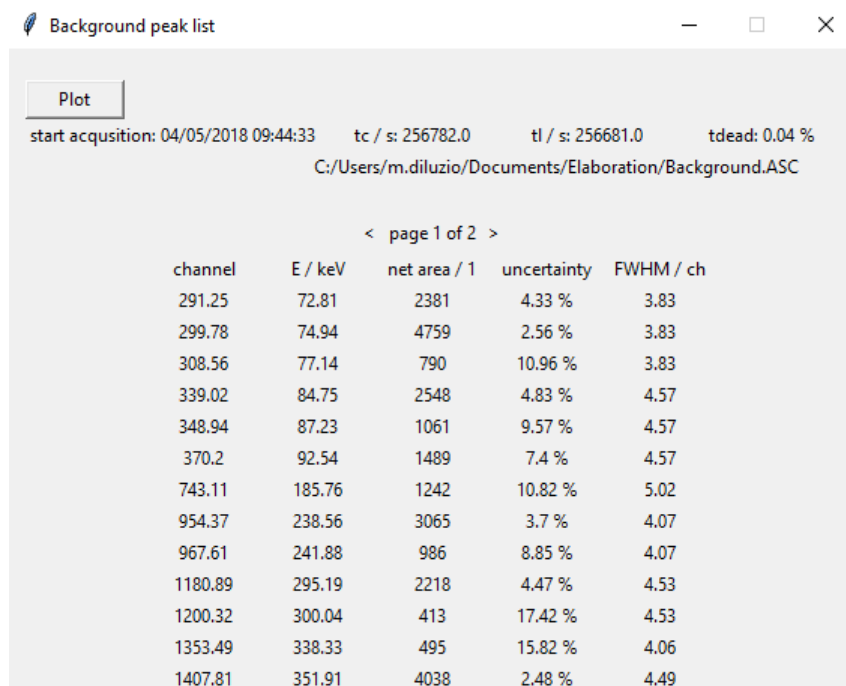 Background peak list
Plot
start acqusition: 04/05/2018 09:44:33 tc / s: 256782.0 tl / s: 256681.0 tdead: 0.04 %
C:/Users/m.diluzio/Documents/Elaboration/Background.ASC
< page 1 of 2 >
channel E / keV net area / 1 uncertainty FWHM / ch
291.25 72.81 2381 4.33 % 3.83
299.78 74.94 4759 2.56 % 3.83
308.56 77.14 790 10.96 % 3.83
339.02 84.75 2548 4.83 % 4.57
348.94 87.23 1061 9.57 % 4.57
370.2 92.54 1489 7.4 % 4.57
743.11 185.76 1242 10.82 % 5.02
954.37 238.56 3065 3.7 % 4.07
967.61 241.88 986 8.85 % 4.07
1180.89 295.19 2218 4.47 % 4.53
1200.32 300.04 413 17.42 % 4.53
1353.49 338.33 495 15.82 % 4.06
1407.81 351.91 4038 2.48 % 4.49